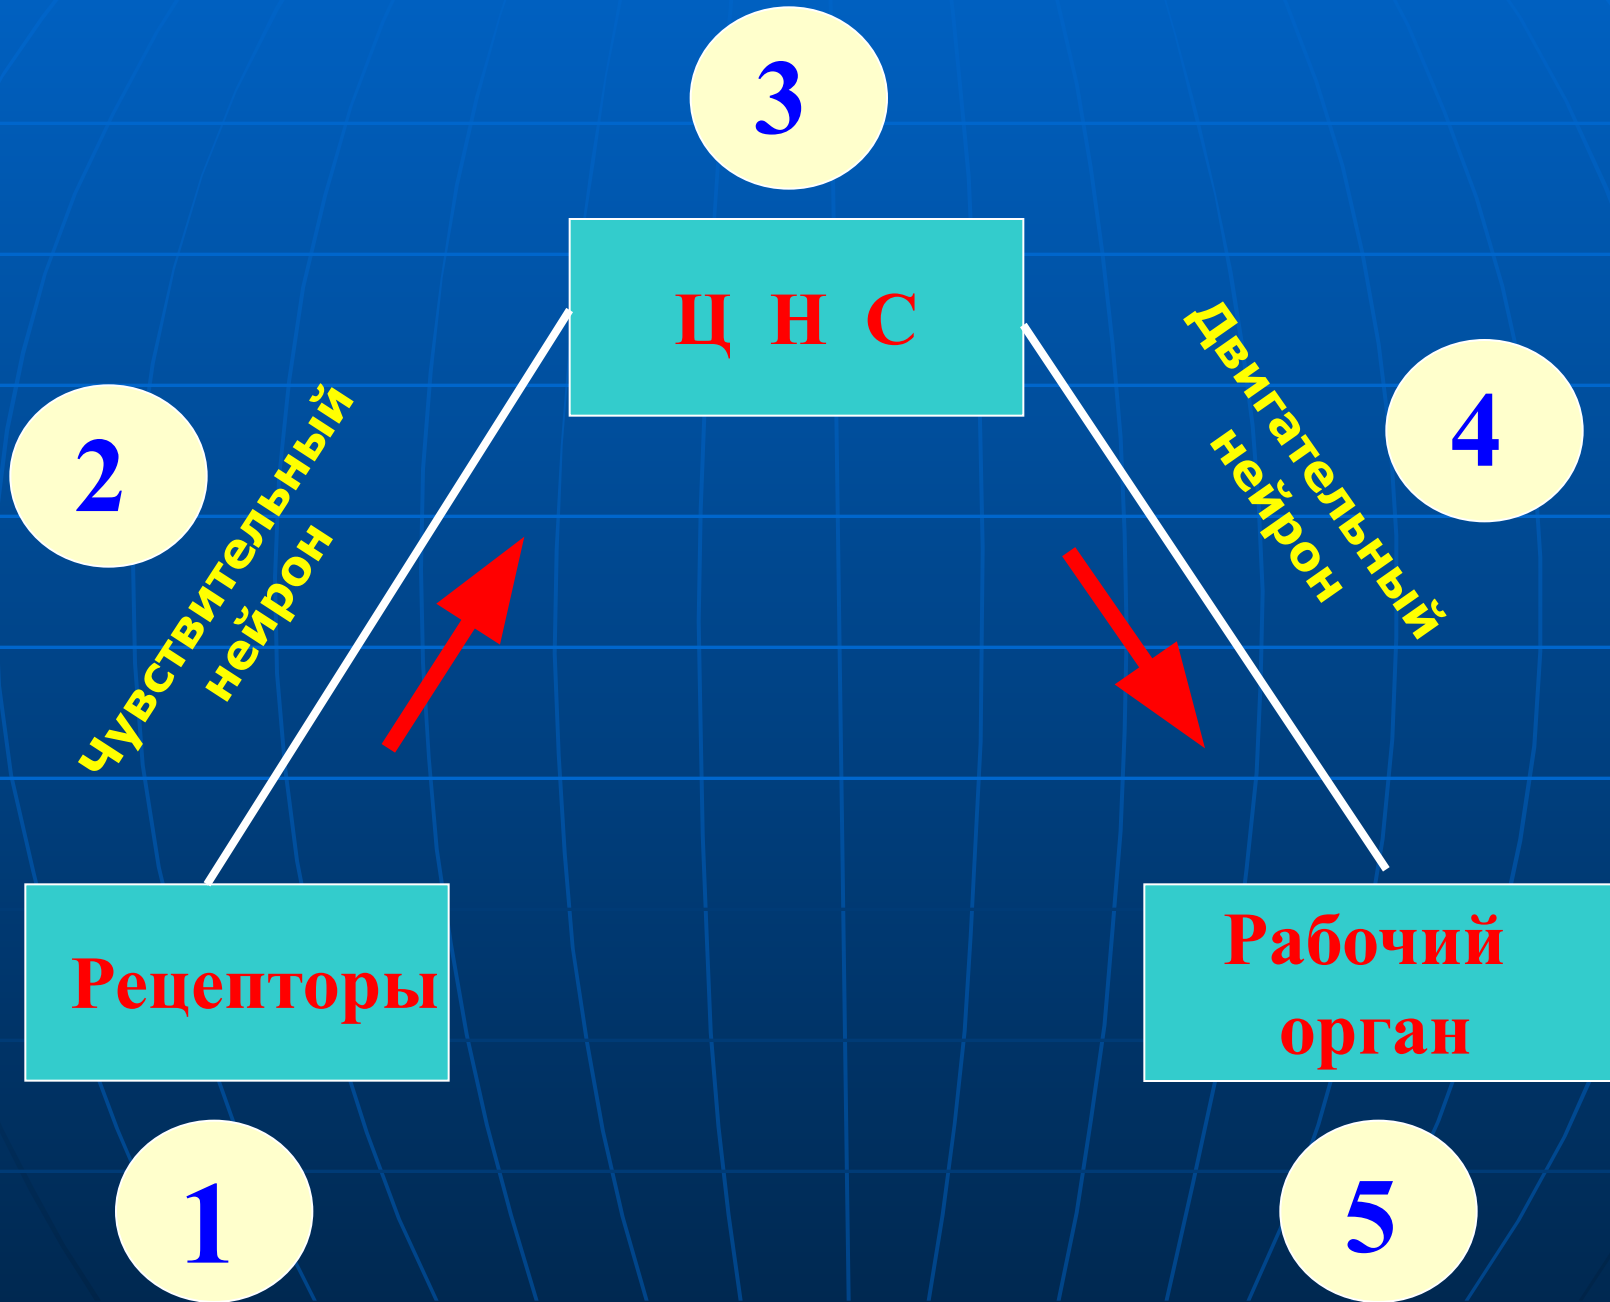 3
Ц Н С
2
Чувствительный
нейрон
Двигательный
нейрон
4
Рецепторы
Рабочий
орган
1
5